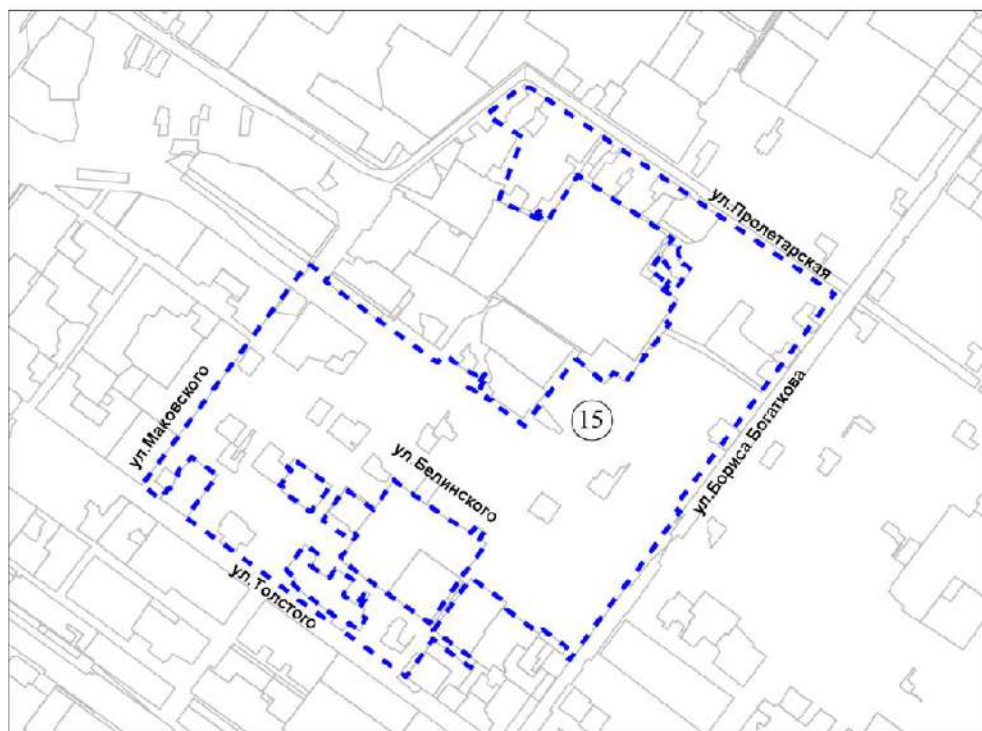 ул.Пролетарская
ул.Маковского
ул.Бориса Богаткова
15
ул.Белинского
ул.Толстого